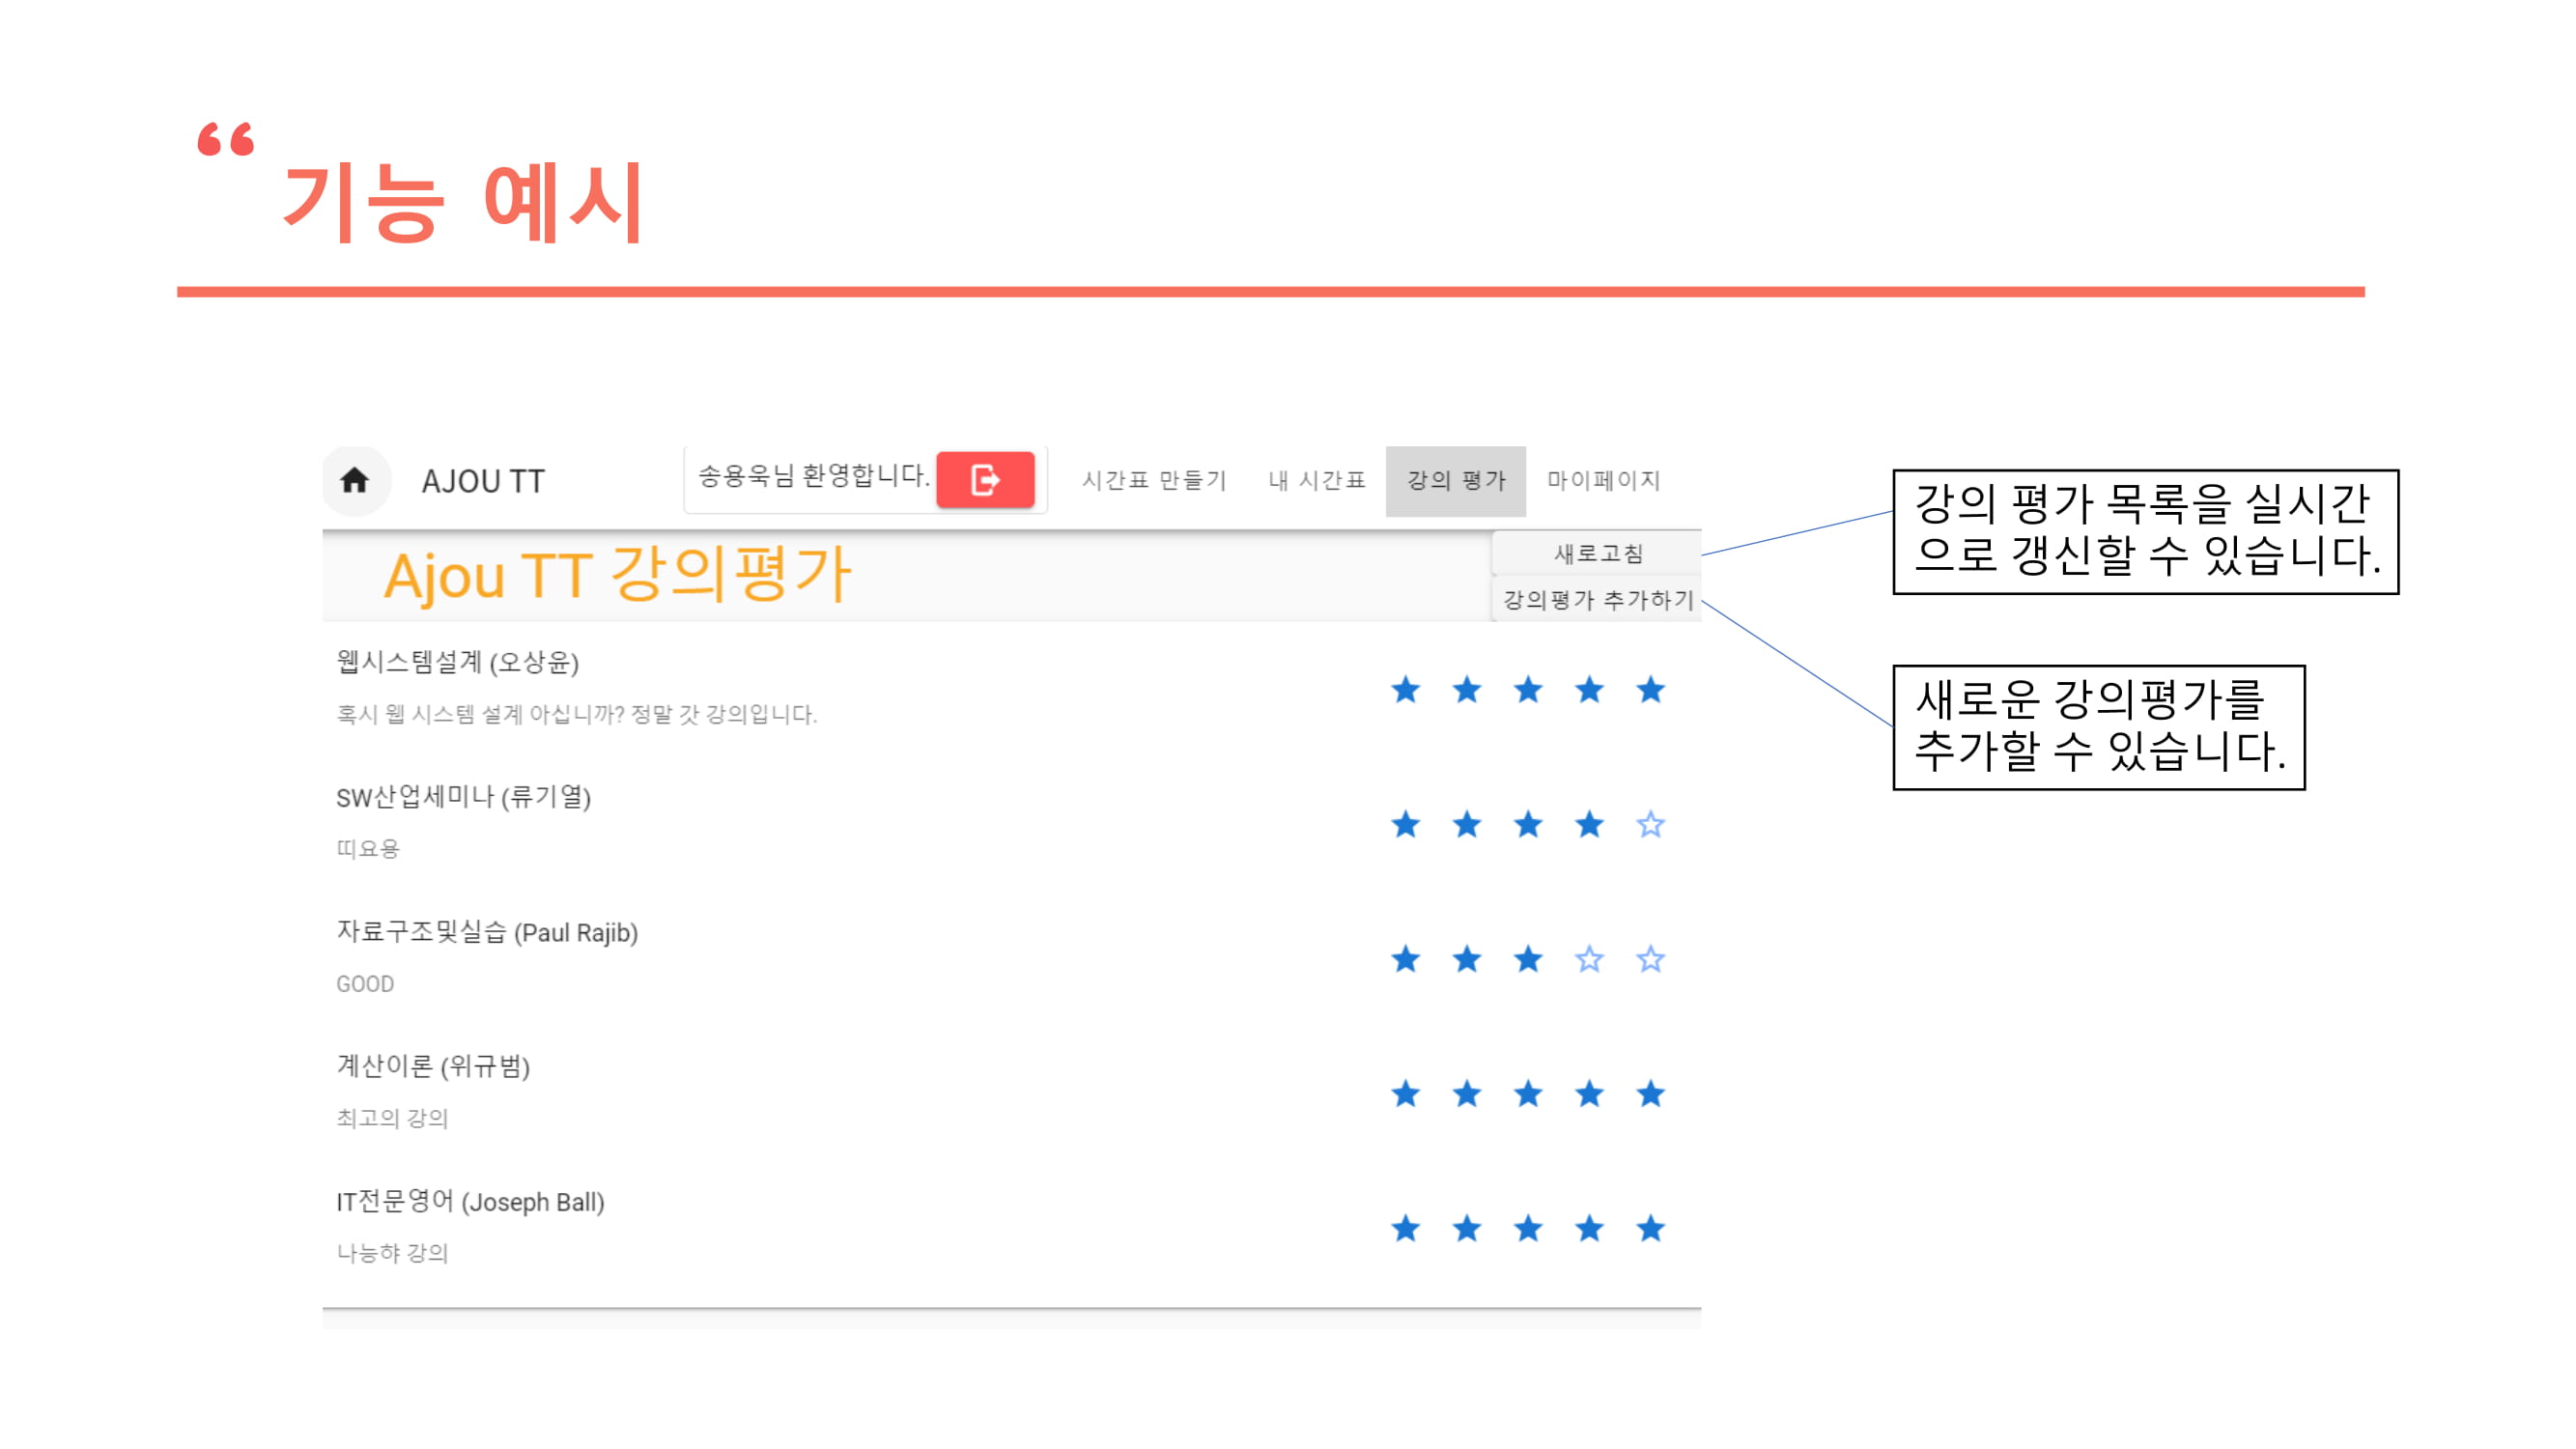 “ 기능 예시
AJOU TT 송용욱님 환영합니다. 시간표 만들기 내 시간표 강의 평가 마이페이지
Ajou TT 강의평가
새로고침
강의평가 추가하기
강의 평가 목록을 실시간
으로 갱신할 수 있습니다.
새로운 강의평가를
추가할 수 있습니다.
웹시스템설계 (오상윤)
혹시 웹 시스템 설계 아십니까? 정말 갓 강의입니다.
SW산업세미나 (류기열)
띠요용
자료구조및실습 (Paul Rajib)
GOOD
계산이론 (위규범)
최고의 강의
IT전문영어 (Joseph Ball)
나능햐 강의